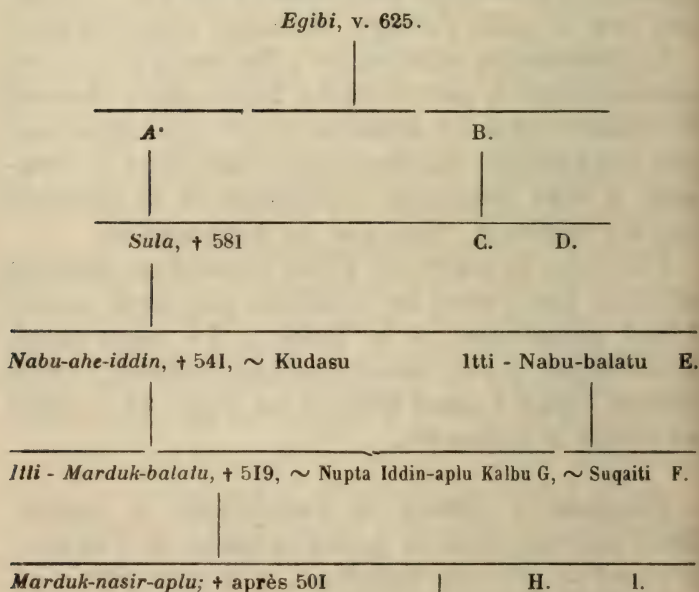 Egibi, v. 625.
A. B.
Sula, † 581 C. D.
Nabu-ahe-iddin, † 541, ~ Kudasu Itti - Nabu-balatu E.
Itti - Marduk-balatu, † 519, ~ Nupta Iddin-aplu Kalbu G, ~ Suqaiti F.
Marduk-nasir-aplu; † après 501 H. I.